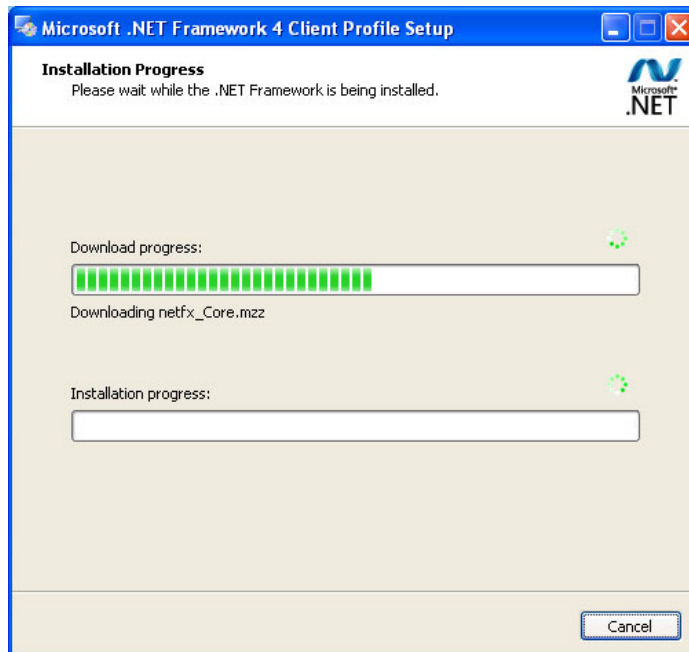 Microsoft .NET Framework 4 Client Profile Setup
Installation Progress
Please wait while the .NET Framework is being installed.
Microsoft®
.NET
Download progress:
Downloading netfx_Core.mzz
Installation progress:
Cancel